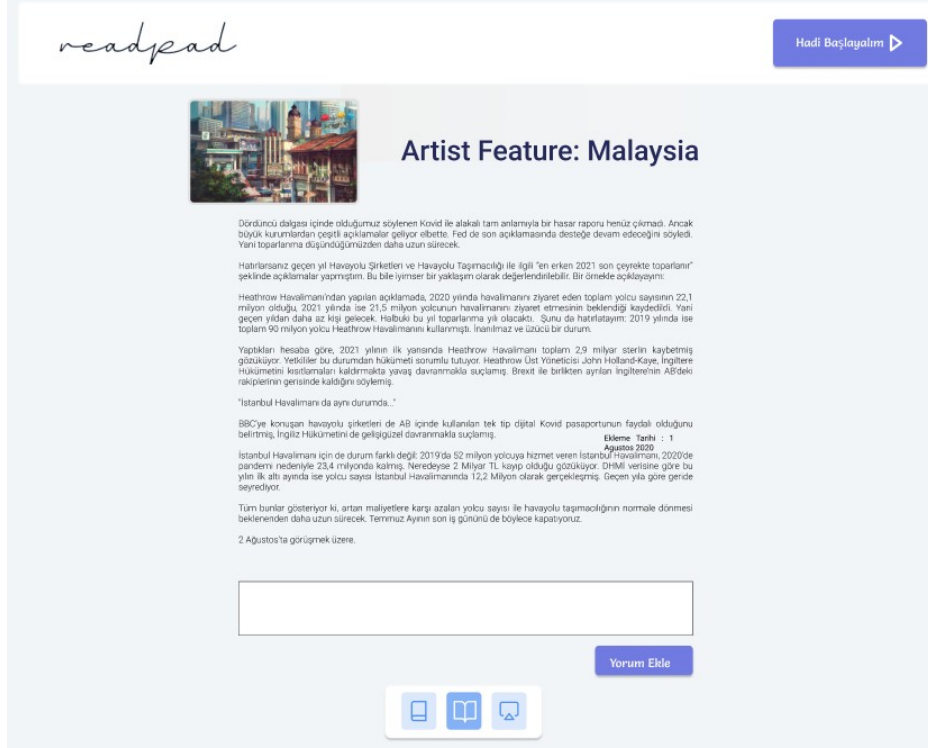 readpad
Hadi Başlayalım
Artist Feature: Malaysia
Dördüncü dalgası içinde olduğumuz söylenen Kovid ile alakalı tam anlamıyla bir hasar raporu henüz çıkmadı. Ancak
büyük kurumlardan çeşitli açıklamalar geliyor elbette. Fed de son açıklamasında desteğe devam edeceğini söyledi.
Yani toparlanma düşündüğümüzden daha uzun sürecek.
Hatırlarsanız geçen yıl Havayolu Şirketleri ve Havayolu Taşımacılığı ile ilgili "en erken 2021 son çeyrekte toparlanır"
şeklinde açıklamalar yapmıştım. Bu bile iyimser bir yaklaşım olarak değerlendirilebilir. Bir örnekle açıklayayım:
Heathrow Havalimanı'ndan yapılan açıklamada, 2020 yılında havalimanını ziyaret eden toplam yolcu sayısının 22,1
milyon olduğu, 2021 yılında ise 21,5 milyon yolcunun havalimanını ziyaret etmesinin beklendiği kaydedildi. Yani
geçen yıldan daha az kişi gelecek. Halbuki bu yıl toparlanma yılı olacaktı. Şunu da hatırlatayım: 2019 yılında ise
toplam 90 milyon yolcu Heathrow Havalimanını kullanmıştı. İnanılmaz ve üzücü bir durum.
Yaptıkları hesaba göre, 2021 yılının ilk yarısında Heathrow Havalimanı toplam 2,9 milyar sterlin kaybetmiş
gözüküyor. Yetkililer bu durumdan hükümeti sorumlu tutuyor. Heathrow Üst Yöneticisi John Holland-Kaye, İngiltere
Hükümetini kısıtlamaları kaldırmakta yavaş davranmakla suçlamış. Brexit ile birlikten ayrılan İngiltere'nin AB'deki
rakiplerinin gerisinde kaldığını söylemiş.
"İstanbul Havalimanı da aynı durumda..."
BBC'ye konuşan havayolu şirketleri de AB içinde kullanılan tek tip dijital Kovid pasaportunun faydalı olduğunu
belirtmiş, İngiliz Hükümetini de gelişigüzel davranmakla suçlamış.
Ekleme Tarihi : 1
Agustos 2020
İstanbul Havalimanı için de durum farklı değil: 2019'da 52 milyon yolcuya hizmet veren İstanbul Havalimanı, 2020'de
pandemi nedeniyle 23,4 milyonda kalmış. Neredeyse 2 Milyar TL kayıp olduğu gözüküyor. DHMİ verisine göre bu
yılın ilk altı ayında ise yolcu sayısı İstanbul Havalimanında 12,2 Milyon olarak gerçekleşmiş. Geçen yıla göre geride
seyrediyor.
Tüm bunlar gösteriyor ki, artan maliyetlere karşı azalan yolcu sayısı ile havayolu taşımacılığının normale dönmesi
beklenenden daha uzun sürecek. Temmuz Ayının son iş gününü de böylece kapatıyoruz.
2 Ağustos'ta görüşmek üzere.
Yorum Ekle